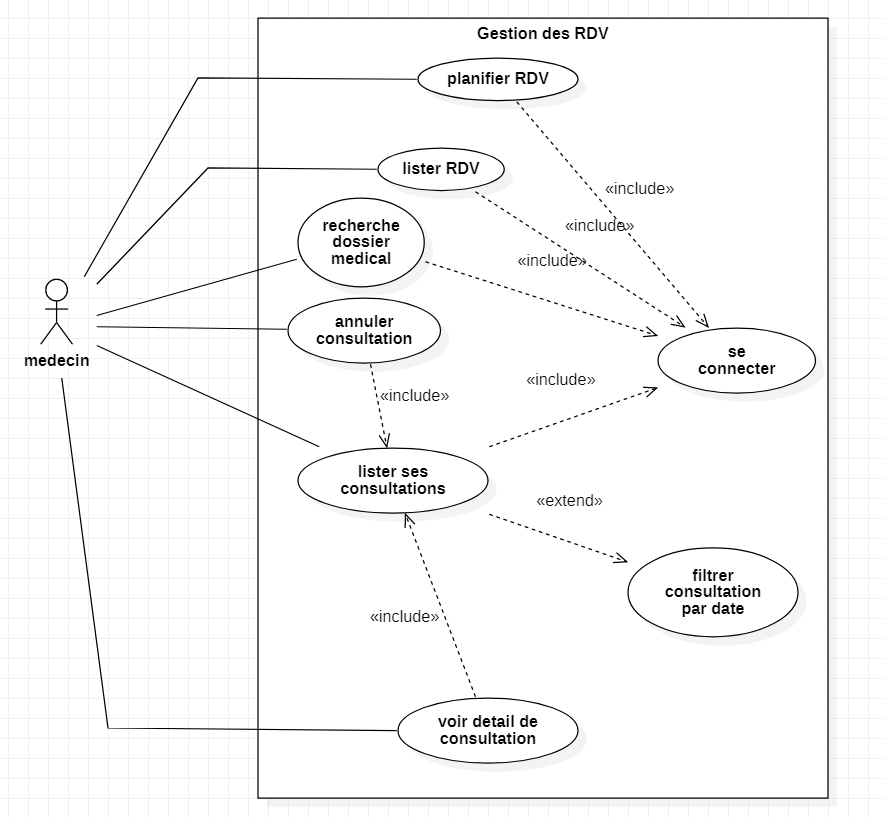 Gestion des RDV
planifier RDV
lister RDV
«include»
«include»
recherche
dossier
medical
«include»
annuler
consultation
medecin
se
connecter
«include»
«include»
lister ses
consultations
«extend»
filtrer
consultation
par date
«include»
voir detail de
consultation